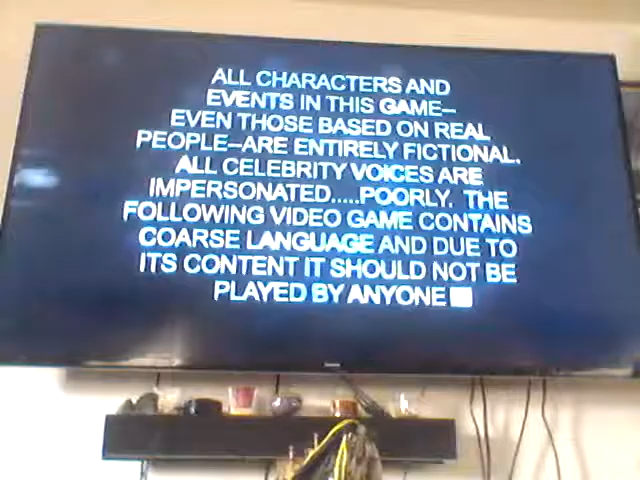 ALL CHARACTERS AND
EVENTS IN THIS GAME–
EVEN THOSE BASED ON REAL
PEOPLE–ARE ENTIRELY FICTIONAL.
ALL CELEBRITY VOICES ARE
IMPERSONATED.....POORLY. THE
FOLLOWING VIDEO GAME CONTAINS
COARSE LANGUAGE AND DUE TO
ITS CONTENT IT SHOULD NOT BE
PLAYED BY ANYONE